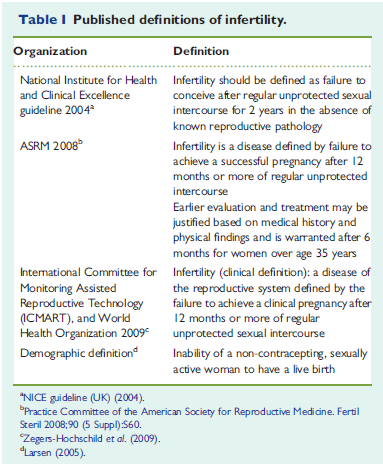 Table I Published definitions of infertility.
Organization Definition
National Institute for Health Infertility should be defined as failure to
and Clinical Excellence conceive after regular unprotected sexual
guideline 2004a intercourse for 2 years in the absence of
known reproductive pathology
ASRM 2008b Infertility is a disease defined by failure to
achieve a successful pregnancy after 12
months or more of regular unprotected
intercourse
Earlier evaluation and treatment may be
justified based on medical history and
physical findings and is warranted after 6
months for women over age 35 years
International Committee for Infertility (clinical definition): a disease of
Monitoring Assisted the reproductive system defined by the
Reproductive Technology failure to achieve a clinical pregnancy after
(ICMART), and World 12 months or more of regular
Health Organization 2009c unprotected sexual intercourse
Demographic definitiond Inability of a non-contracepting, sexually
active woman to have a live birth
aNICE guideline (UK) (2004).
bPractice Committee of the American Society for Reproductive Medicine. Fertil
Steril 2008;90 (5 Suppl):S60.
cZegers-Hochschild et al. (2009).
dLarsen (2005).